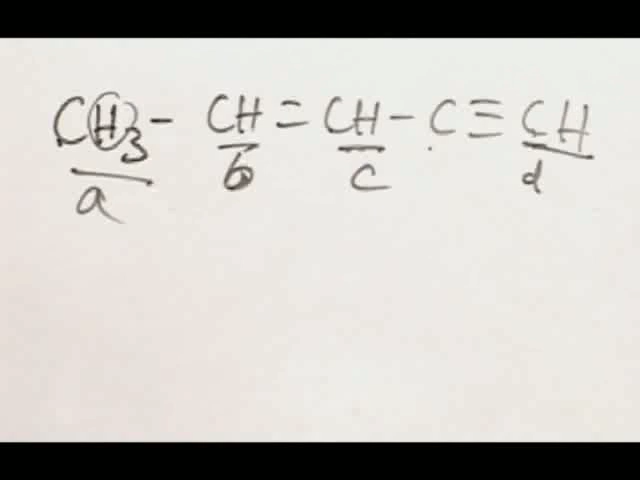 CH3 - CH = CH - C ≡ CH
a b c d